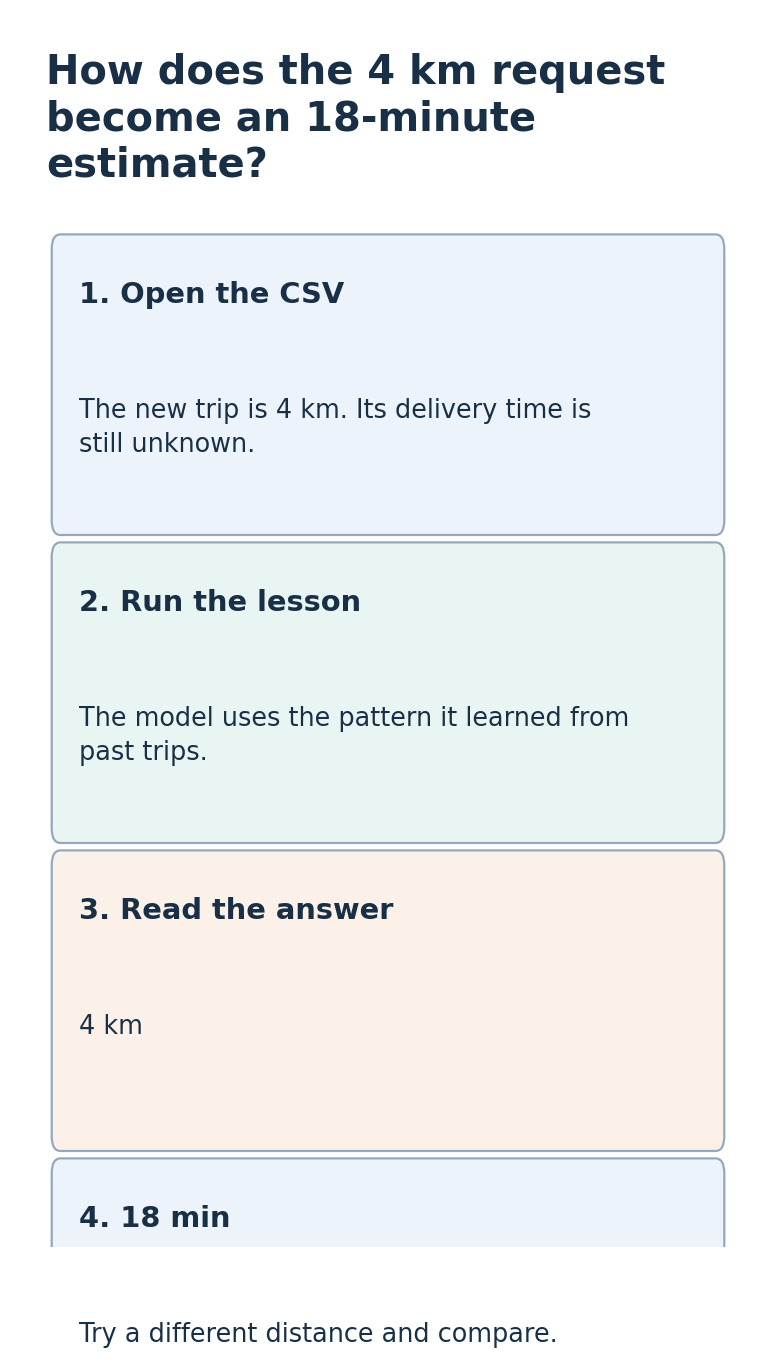 How does the 4 km request
become an 18-minute
estimate?
1. Open the CSV
The new trip is 4 km. Its delivery time is
still unknown.
2. Run the lesson
The model uses the pattern it learned from
past trips.
3. Read the answer
4 km
4. 18 min
Try a different distance and compare.